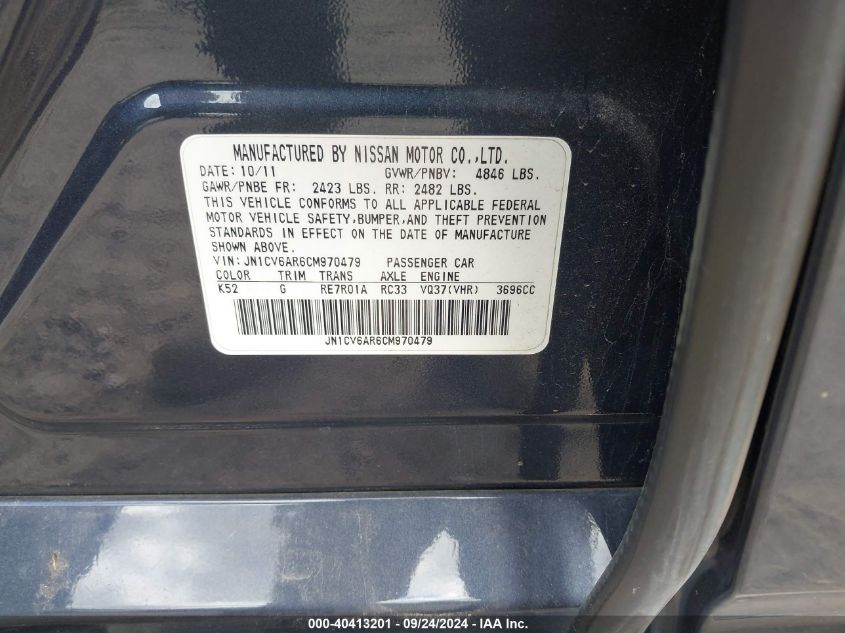 MANUFACTURED BY NISSAN MOTOR CO.,LTD.
DATE: 10/11 GVWR/PNBV: 4846 LBS.
GAWR/PNBE FR: 2423 LBS. RR: 2482 LBS.
THIS VEHICLE CONFORMS TO ALL APPLICABLE FEDERAL
MOTOR VEHICLE SAFETY,BUMPER,AND THEFT PREVENTION
STANDARDS IN EFFECT ON THE DATE OF MANUFACTURE
SHOWN ABOVE.
VIN: JN1CV6AR6CM970479 PASSENGER CAR
COLOR TRIM TRANS AXLE ENGINE
K52 G RE7R01A RC33 VQ37(VHR) 3696CC
JN1CV6AR6CM970479
000-40413201 - 09/24/2024 - IAAI.com